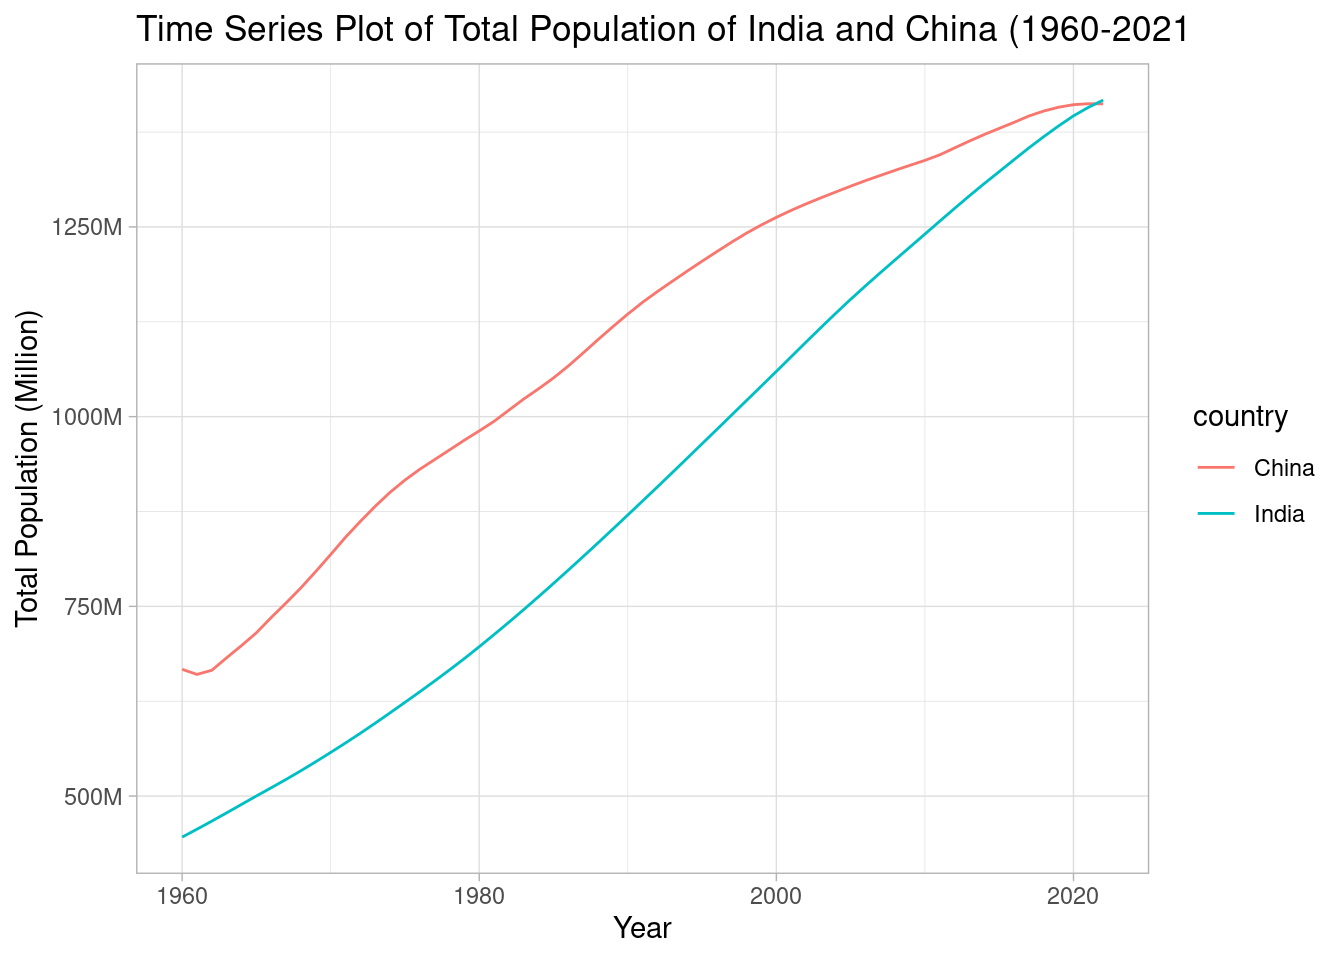 Time Series Plot of Total Population of India and China (1960-2021
Total Population (Million)
1250M
1000M
750M
500M
1960 1980 2000 2020
Year
country
China
India